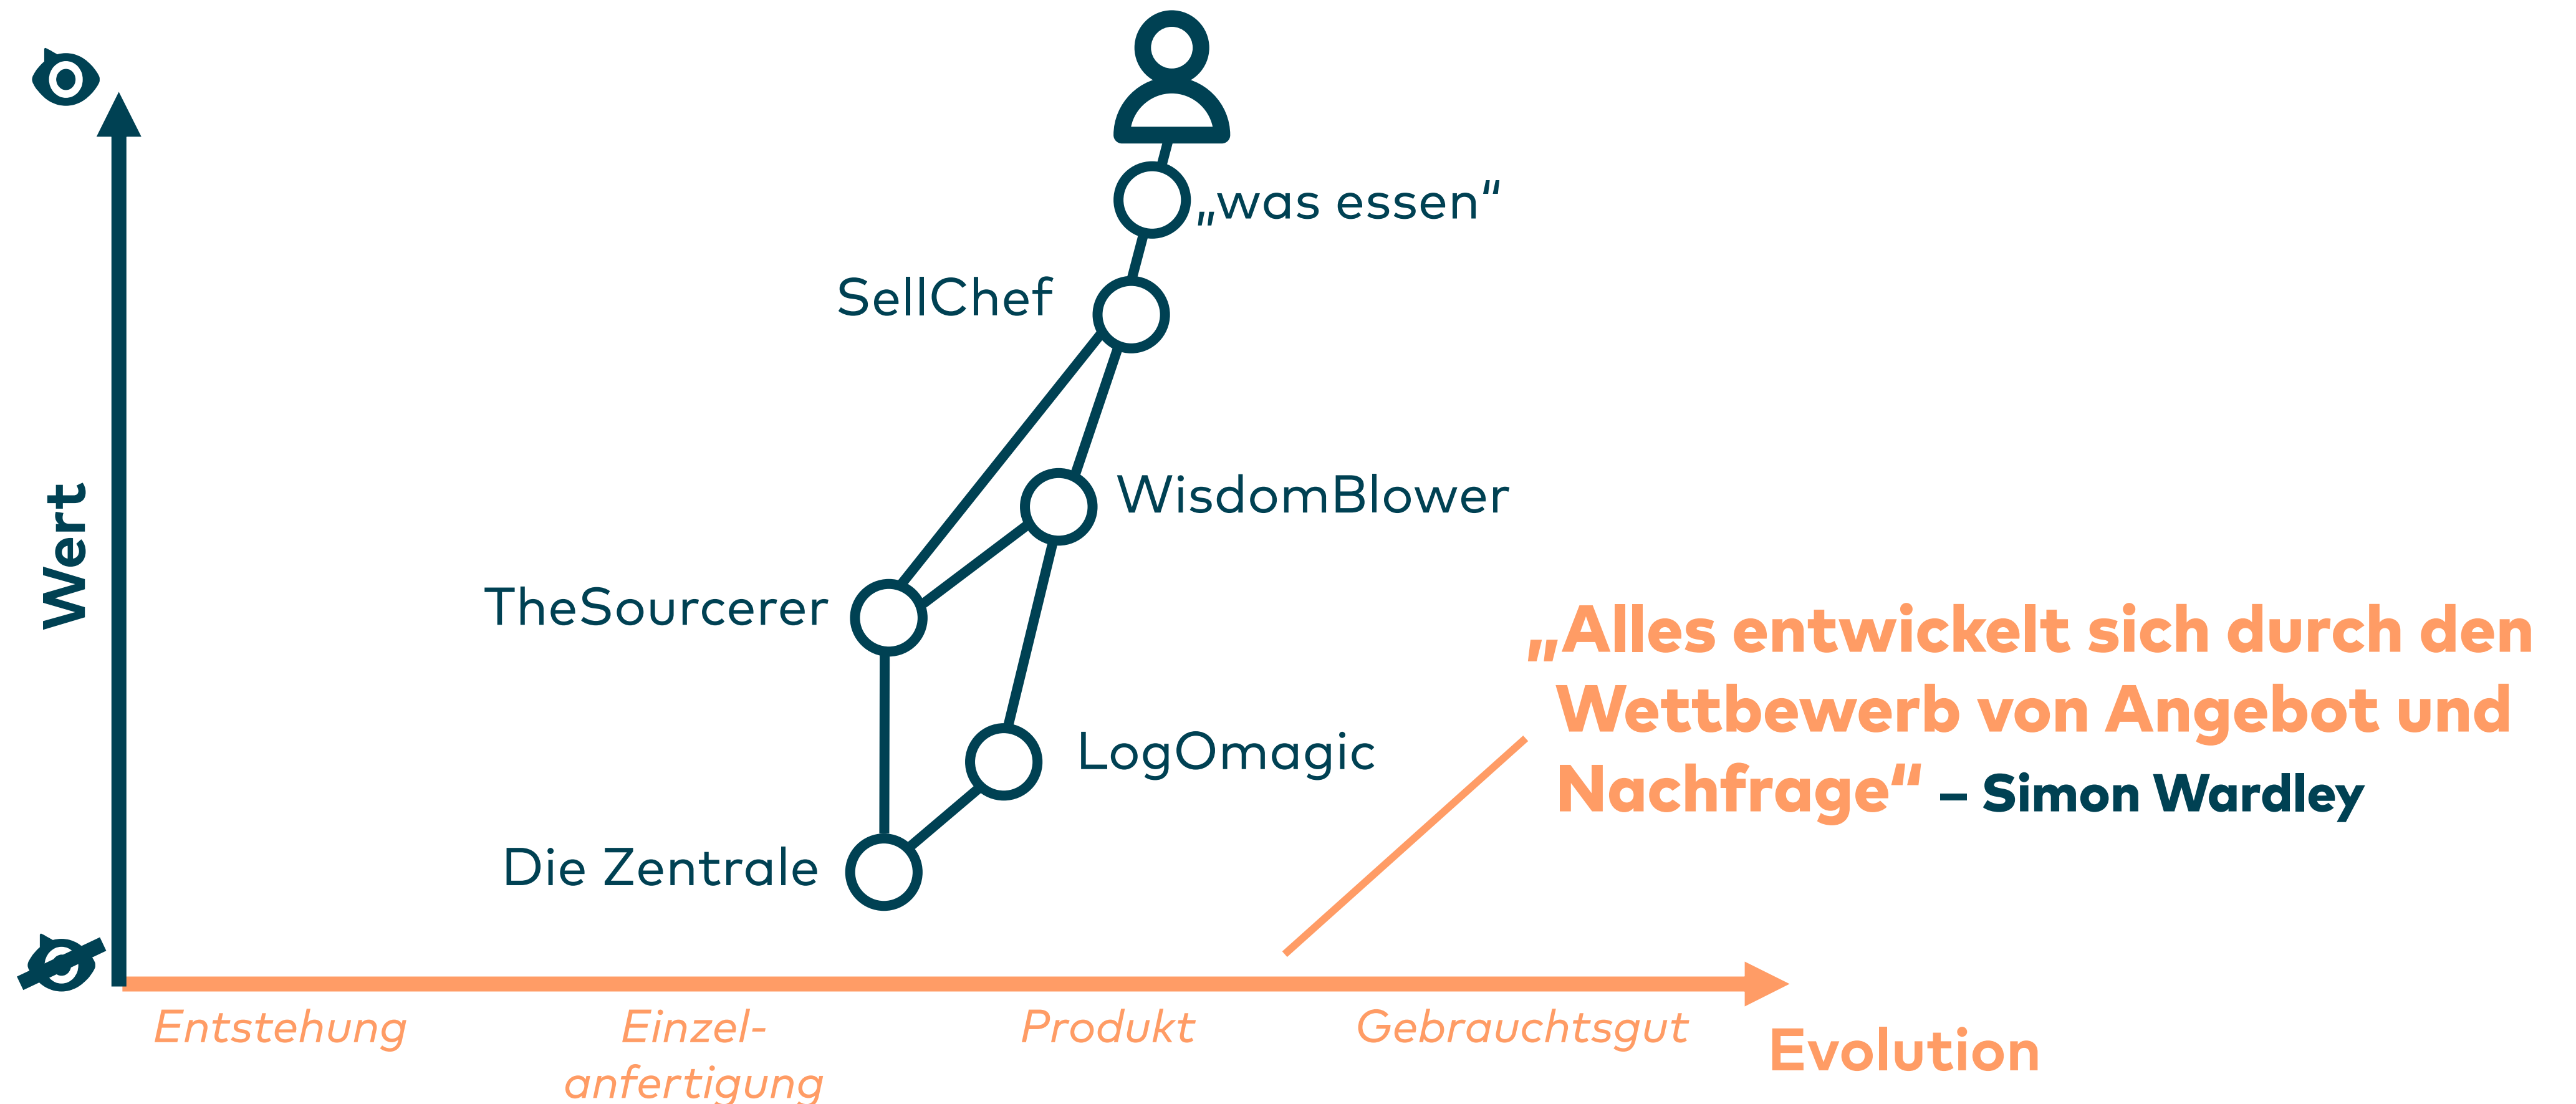 „was essen“
SellChef
WisdomBlower
TheSourcerer
LogOmagic
Die Zentrale
Wert
„Alles entwickelt sich durch den
Wettbewerb von Angebot und
Nachfrage“ – Simon Wardley
Entstehung
Einzel-
anfertigung
Produkt
Gebrauchtsgut
Evolution